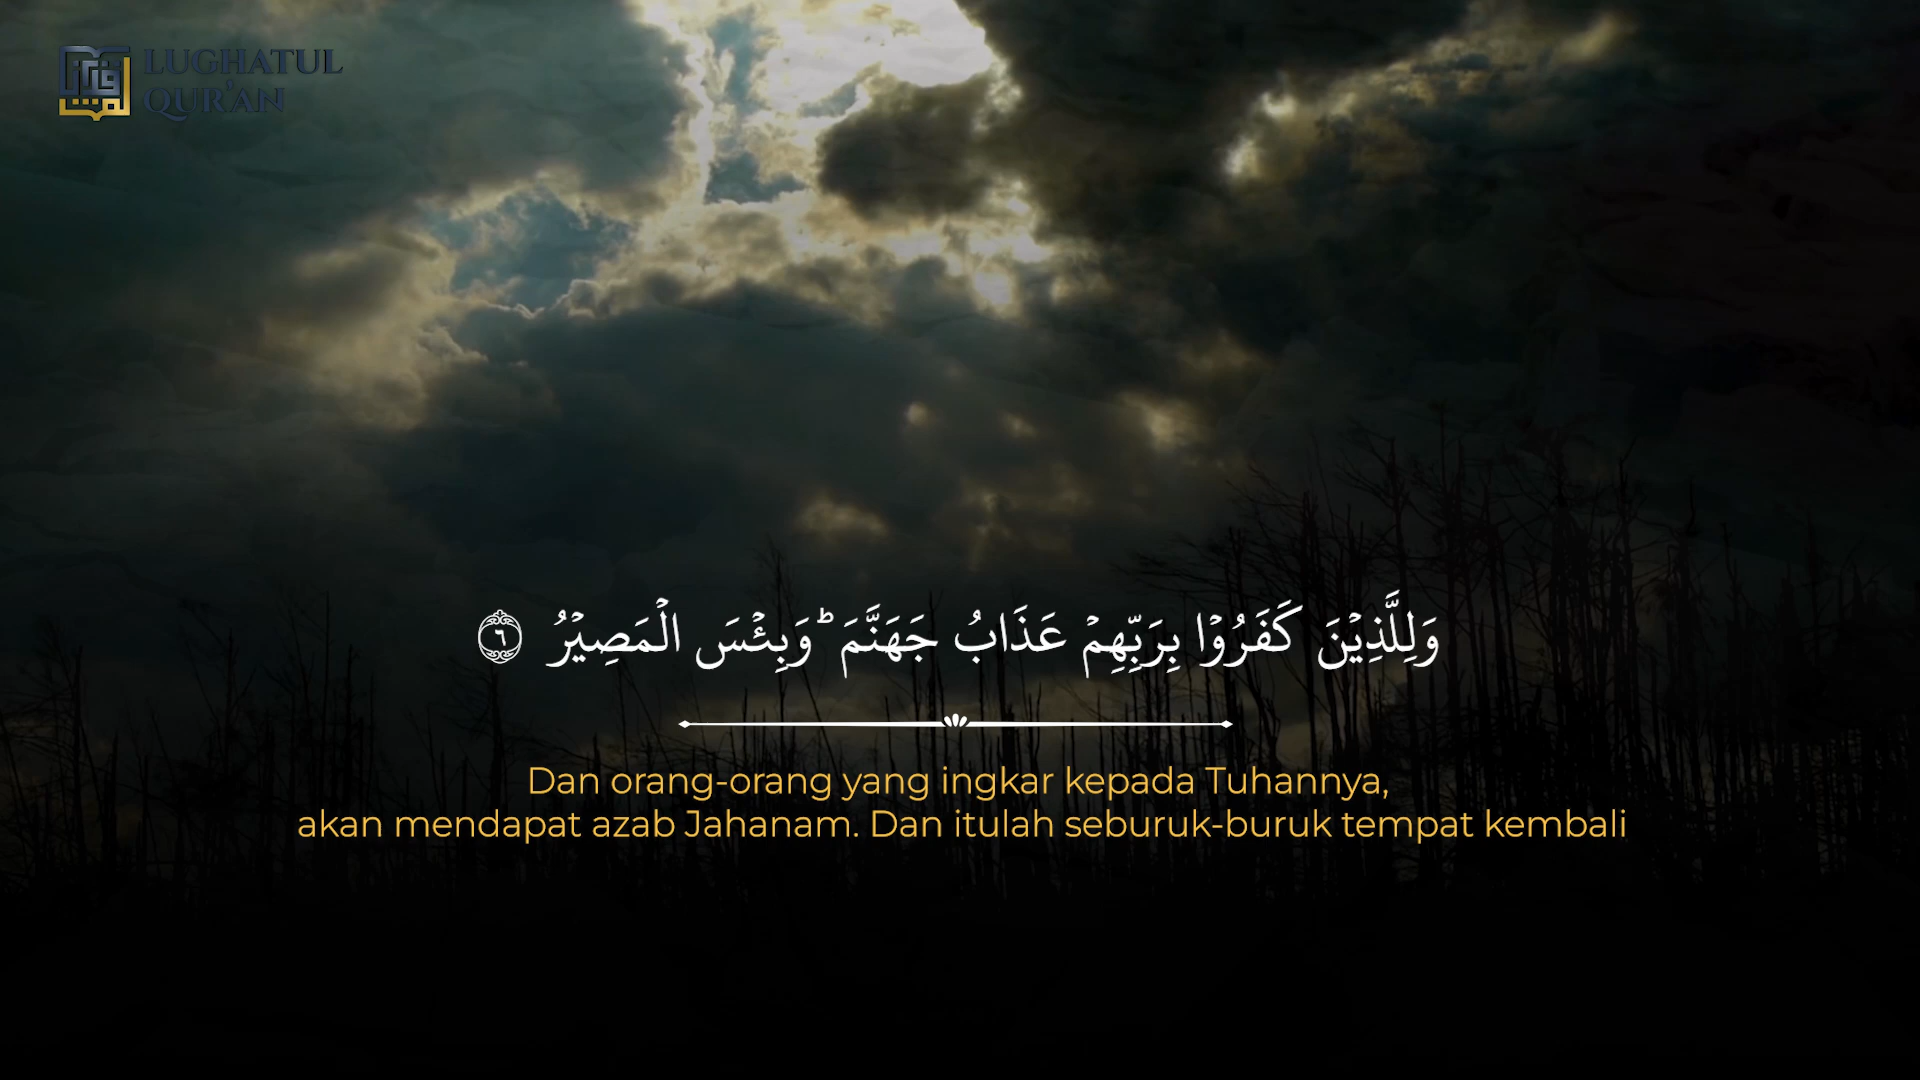 LUGHATUL
QUR'AN
وَلِلَّذِيْنَ كَفَرُوْا بِرَبِّهِمْ عَذَابُ جَهَنَّمَۗ وَبِئْسَ الْمَصِيْرُ ٦
Dan orang-orang yang ingkar kepada Tuhannya,
akan mendapat azab Jahanam. Dan itulah seburuk-buruk tempat kembali